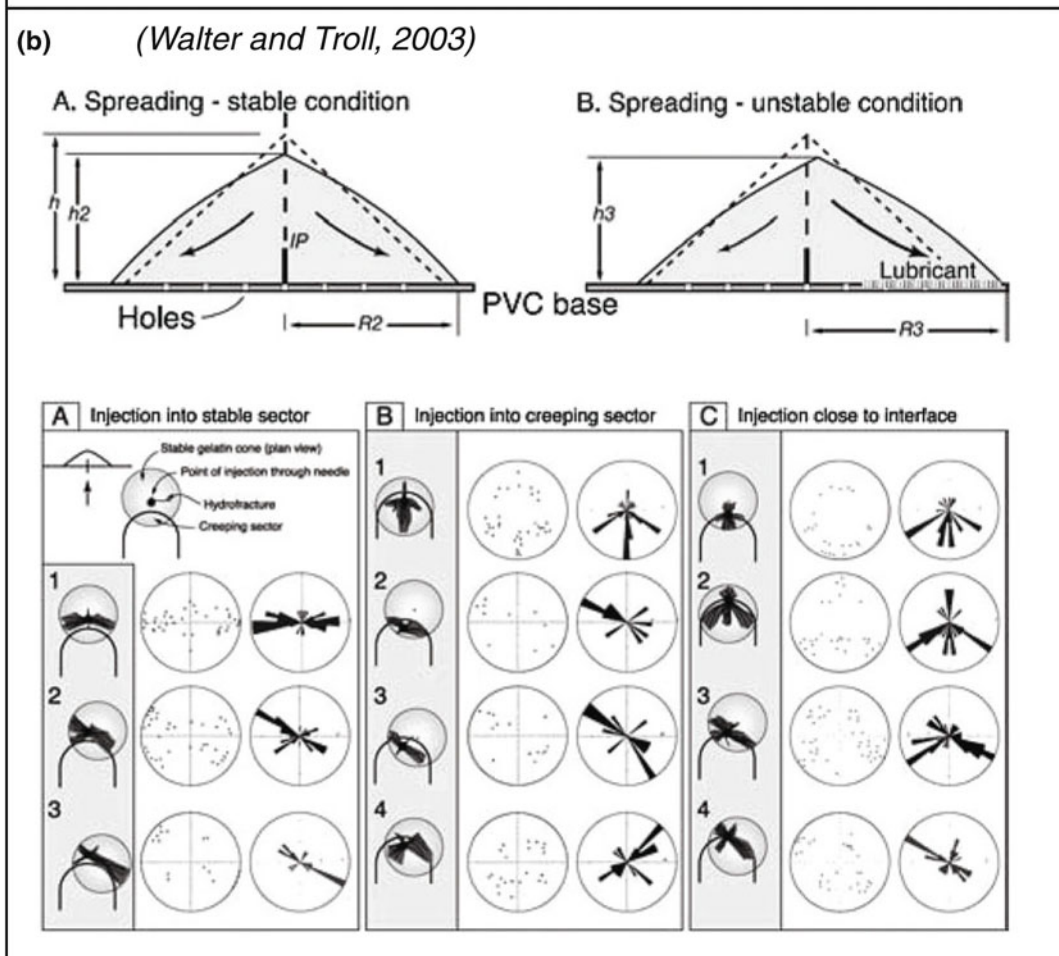 (b) (Walter and Troll, 2003)
A. Spreading - stable condition
h
h2
IP
Holes
R2
PVC base
B. Spreading - unstable condition
1
h3
Lubricant
R3
A Injection into stable sector
Stable gelatin cone (plan view)
Point of injection through needle
Hydrofracture
Creeping sector
1
2
3
B Injection into creeping sector
1
2
3
4
C Injection close to interface
1
2
3
4